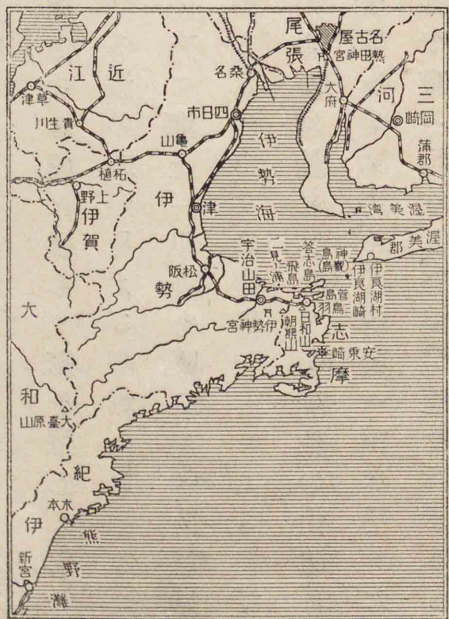 名古屋
熱田神宮
尾張
桑名
近江
草津
貴生川
三河
大府
岡崎
蒲郡
四日市
亀山
柘植
上野
伊賀
伊勢
伊勢海
津
渥美湾
渥美郡
伊良湖村
伊良湖崎
神島
答志島
飛島
二見浦
菅島
鳥羽
日和山
朝熊山
宇治山田
伊勢神宮
松阪
志摩
安乗崎
大和
大臺原山
紀伊
木本
新宮
熊野灘